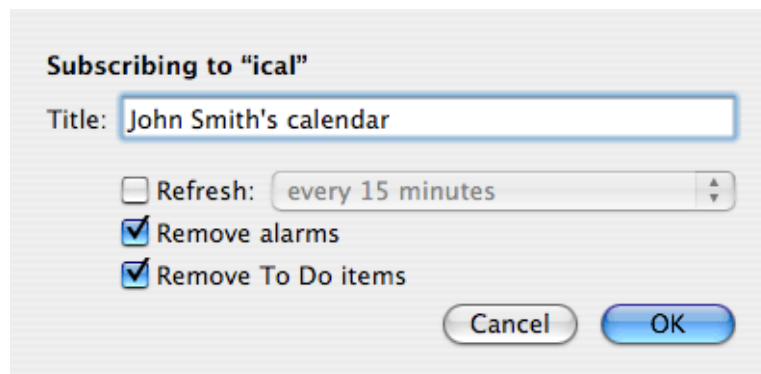 Subscribing to “ical”
Title: John Smith's calendar
Refresh: every 15 minutes
Remove alarms
Remove To Do items
Cancel OK